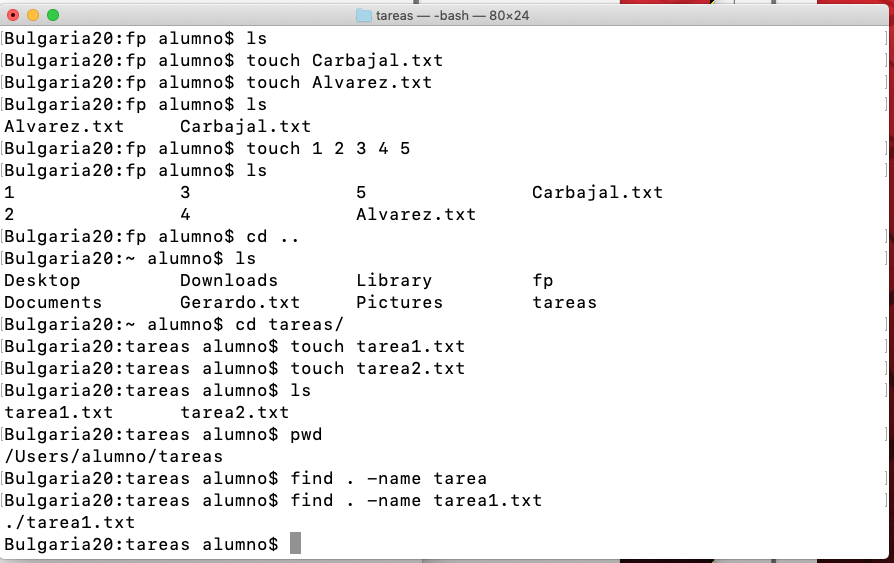 tareas — -bash — 80×24
Bulgaria20:fp alumno$ ls
Bulgaria20:fp alumno$ touch Carbajal.txt
Bulgaria20:fp alumno$ touch Alvarez.txt
Bulgaria20:fp alumno$ ls
Alvarez.txt     Carbajal.txt
Bulgaria20:fp alumno$ touch 1 2 3 4 5
Bulgaria20:fp alumno$ ls
1               3               5               Carbajal.txt
2               4               Alvarez.txt
Bulgaria20:fp alumno$ cd ..
Bulgaria20:~ alumno$ ls
Desktop         Downloads       Library         fp
Documents       Gerardo.txt     Pictures        tareas
Bulgaria20:~ alumno$ cd tareas/
Bulgaria20:tareas alumno$ touch tarea1.txt
Bulgaria20:tareas alumno$ touch tarea2.txt
Bulgaria20:tareas alumno$ ls
tarea1.txt      tarea2.txt
Bulgaria20:tareas alumno$ pwd
/Users/alumno/tareas
Bulgaria20:tareas alumno$ find . -name tarea
Bulgaria20:tareas alumno$ find . -name tarea1.txt
./tarea1.txt
Bulgaria20:tareas alumno$